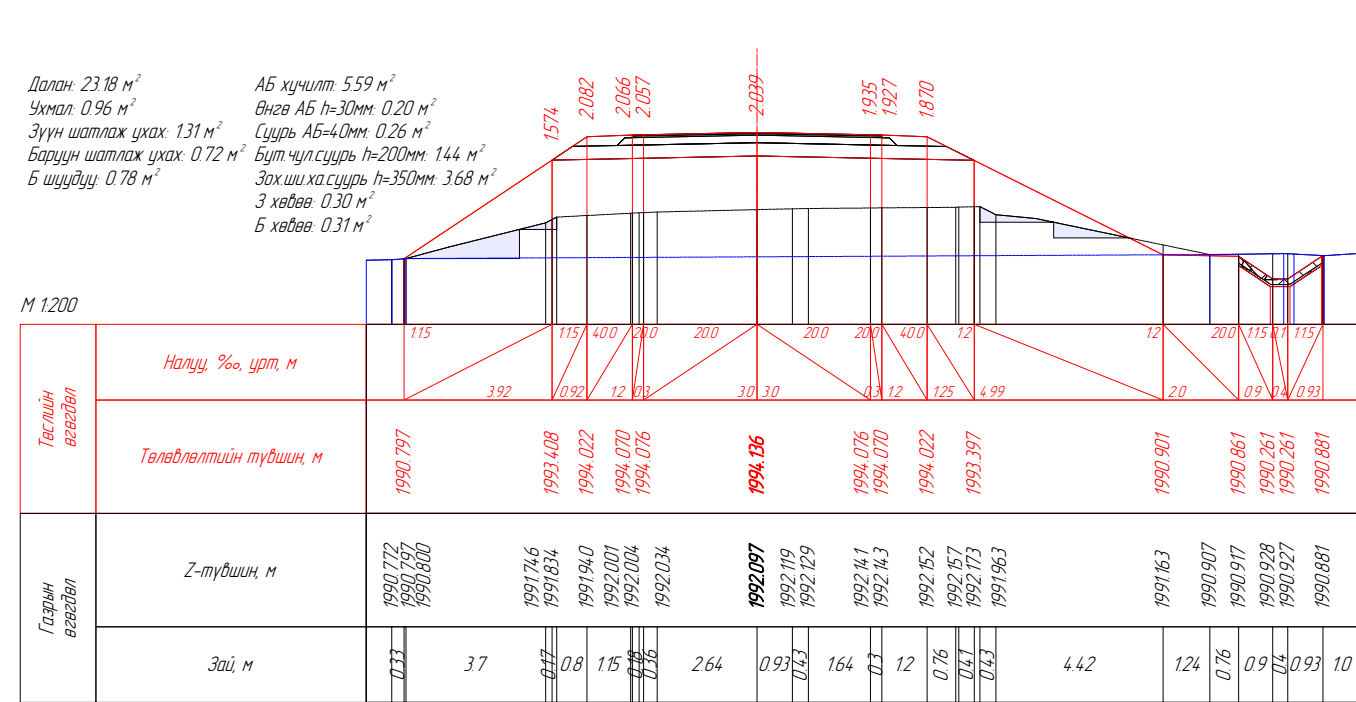 Далан: 23.18 м²
Ухмал: 0.96 м²
Зүүн шатлаж ухах: 1.31 м²
Баруун шатлаж ухах: 0.72 м²
Б шуудуу: 0.78 м²
АБ хучилт: 5.59 м²
Өнгө АБ h=30мм: 0.20 м²
Суурь АБ=40мм: 0.26 м²
Бут.чул.суурь h=200мм: 1.44 м²
Зох.ши.ха.суурь h=350мм: 3.68 м²
З хөвөө: 0.30 м²
Б хөвөө: 0.31 м²
1.574 2.082 2.066 2.057 2.039 1.935 1.927 1.870
М 1:200
Төслийн өгөгдөл
Налуу, ‰, урт, м
1:1.5 1:1.5 40.0 20.0 20.0 20.0 20.0 40.0 1:2 1:2 20.0 1:1.5 0.1 1:1.5
3.92 0.92 1.2 0.3 3.0 3.0 0.3 1.2 1.25 4.99 2.0 0.9 0.4 0.93
Төлөвлөлтийн түвшин, м
1990.797 1993.408 1994.022 1994.070 1994.076 1994.136 1994.076 1994.070 1994.022 1993.397 1990.901 1990.861 1990.261 1990.261 1990.881
Газрын өгөгдөл
Z-түвшин, м
1990.772 1990.797 1990.800 1991.746 1991.834 1991.940 1992.001 1992.004 1992.034 1992.097 1992.119 1992.129 1992.141 1992.143 1992.152 1992.157 1992.173 1991.963 1991.163 1990.907 1990.917 1990.928 1990.927 1990.881
Зай, м
0.33 3.7 0.17 0.8 1.15 0.18 0.36 2.64 0.93 0.43 1.64 0.3 1.2 0.76 0.41 0.43 4.42 1.24 0.76 0.9 0.4 0.93 1.0